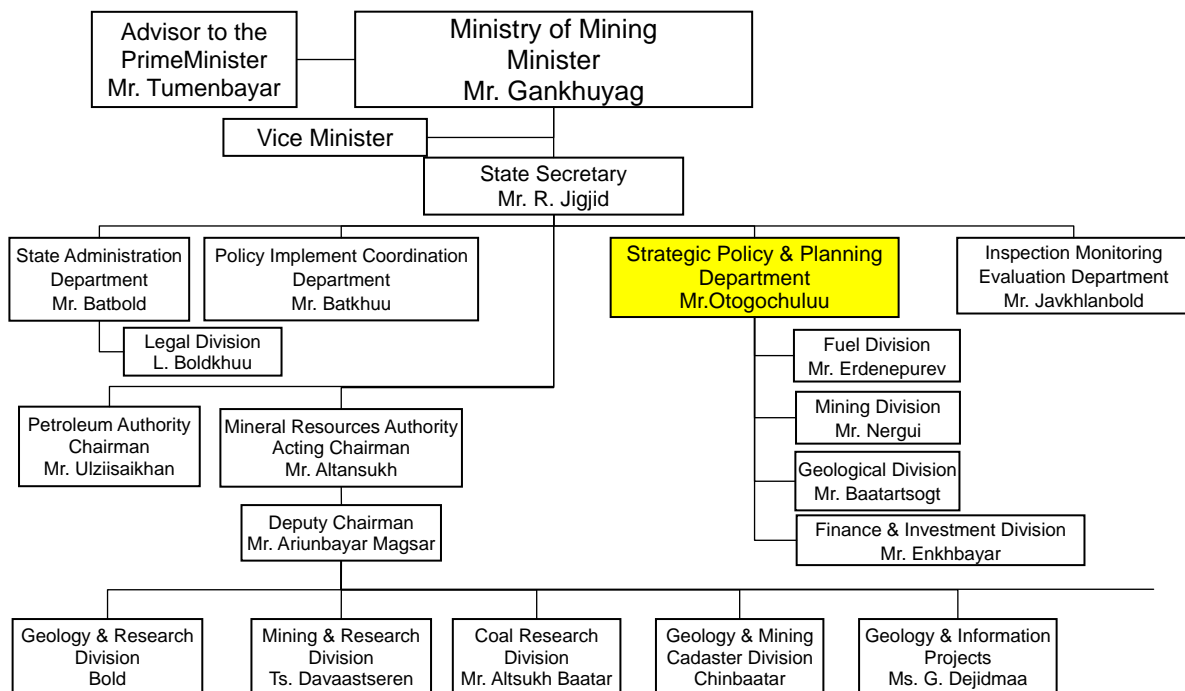 Advisor to the
PrimeMinister
Mr. Tumenbayar
Ministry of Mining
Minister
Mr. Gankhuyag
Vice Minister
State Secretary
Mr. R. Jigjid
State Administration
Department
Mr. Batbold
Policy Implement Coordination
Department
Mr. Batkhuu
Strategic Policy & Planning
Department
Mr.Otogochuluu
Inspection Monitoring
Evaluation Department
Mr. Javkhlanbold
Legal Division
L. Boldkhuu
Fuel Division
Mr. Erdenepurev
Mining Division
Mr. Nergui
Geological Division
Mr. Baatartsogt
Finance & Investment Division
Mr. Enkhbayar
Petroleum Authority
Chairman
Mr. Ulziisaikhan
Mineral Resources Authority
Acting Chairman
Mr. Altansukh
Deputy Chairman
Mr. Ariunbayar Magsar
Geology & Research
Division
Bold
Mining & Research
Division
Ts. Davaastseren
Coal Research
Division
Mr. Altsukh Baatar
Geology & Mining
Cadaster Division
Chinbaatar
Geology & Information
Projects
Ms. G. Dejidmaa